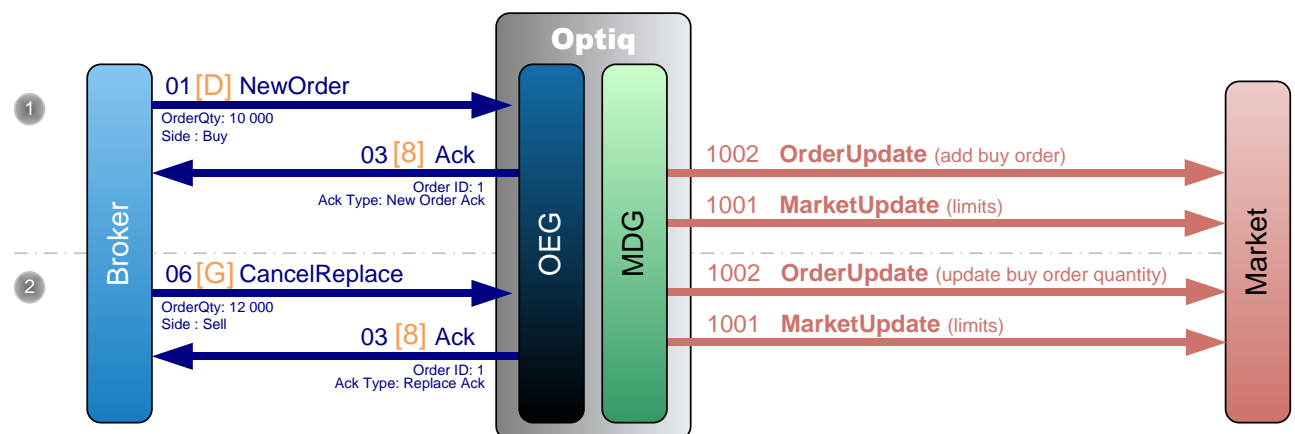 Optiq
Broker
OEG
MDG
Market
1
01 [D] NewOrder
OrderQty: 10 000
Side : Buy
03 [8] Ack
Order ID: 1
Ack Type: New Order Ack
1002 OrderUpdate (add buy order)
1001 MarketUpdate (limits)
2
06 [G] CancelReplace
OrderQty: 12 000
Side : Sell
03 [8] Ack
Order ID: 1
Ack Type: Replace Ack
1002 OrderUpdate (update buy order quantity)
1001 MarketUpdate (limits)